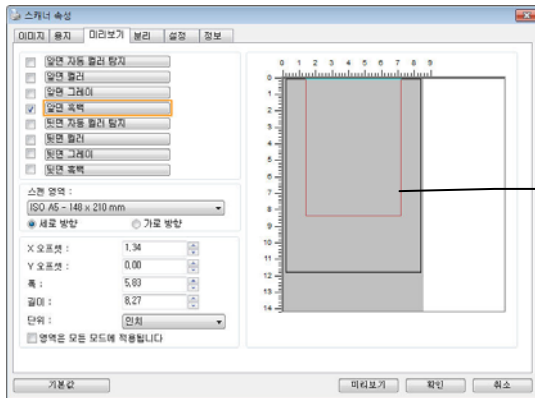 스캐너 속성
이미지 용지 미리보기 분리 설정 정보
앞면 자동 컬러 탐지
앞면 컬러
앞면 그레이
앞면 흑백
뒷면 자동 컬러 탐지
뒷면 컬러
뒷면 그레이
뒷면 흑백
스캔 영역 :
ISO A5 - 148 x 210 mm
세로 방향 가로 방향
X 오프셋 : 1,34
Y 오프셋 : 0,00
폭 : 5,83
길이 : 8,27
단위 : 인치
영역은 모든 모드에 적용됩니다
0 1 2 3 4 5 6 7 8 9
0
1
2
3
4
5
6
7
8
9
10
11
12
13
14
기본값 미리보기 확인 취소